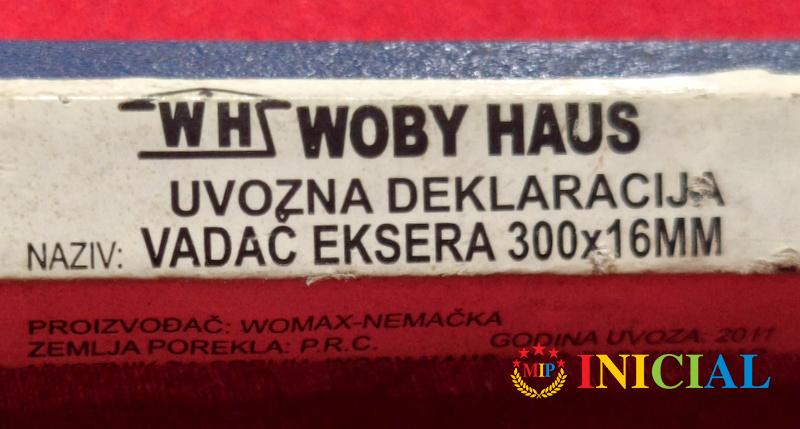 WH WOBY HAUS
UVOZNA DEKLARACIJA
NAZIV: VADAČ EKSERA 300x16MM
PROIZVOĐAČ: WOMAX-NEMAČKA
ZEMLJA POREKLA: P.R.C.
GODINA UVOZA: 2011
MIP INICIAL